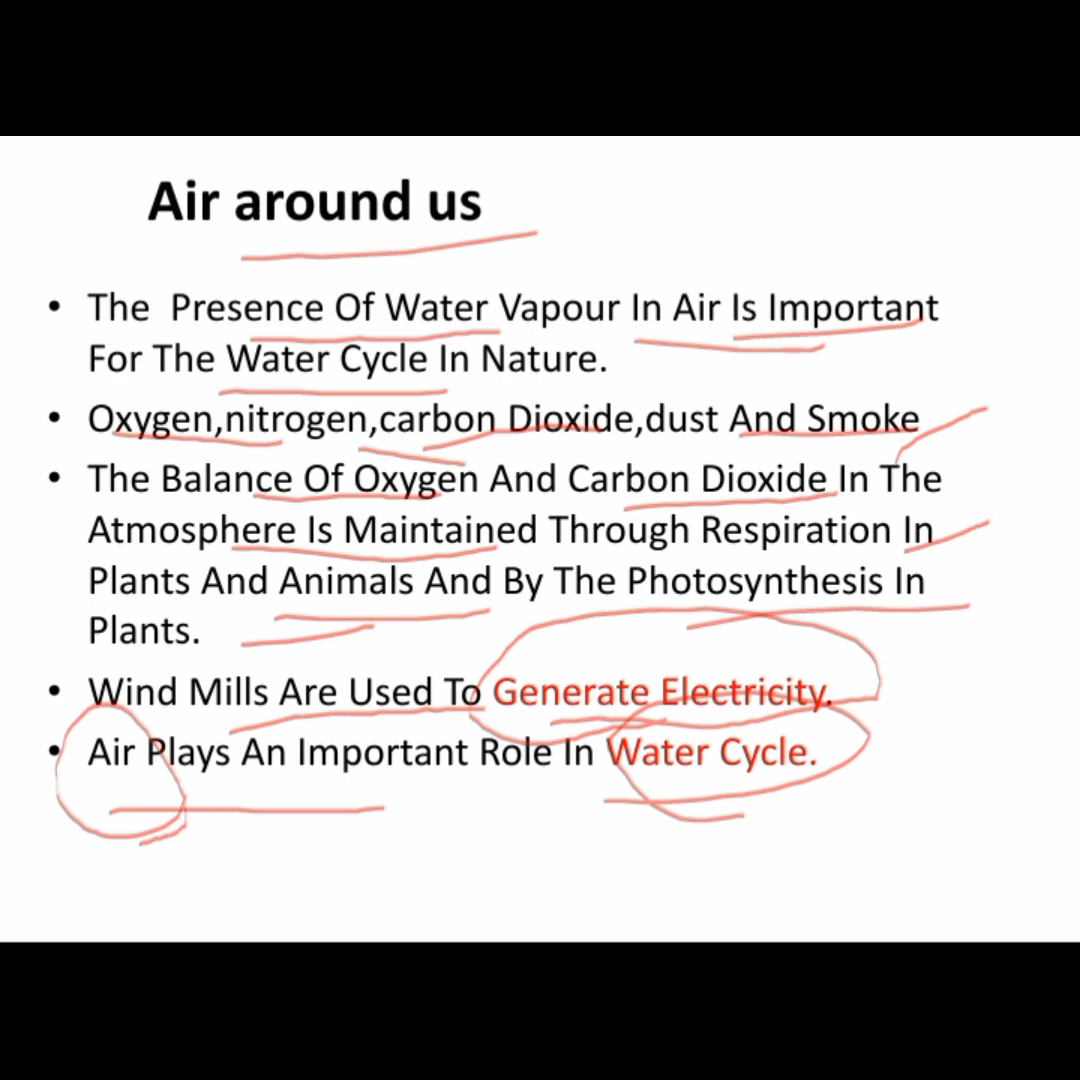 Air around us
• The Presence Of Water Vapour In Air Is Important
For The Water Cycle In Nature.
• Oxygen,nitrogen,carbon Dioxide,dust And Smoke
• The Balance Of Oxygen And Carbon Dioxide In The
Atmosphere Is Maintained Through Respiration In
Plants And Animals And By The Photosynthesis In
Plants.
• Wind Mills Are Used To Generate Electricity.
• Air Plays An Important Role In Water Cycle.